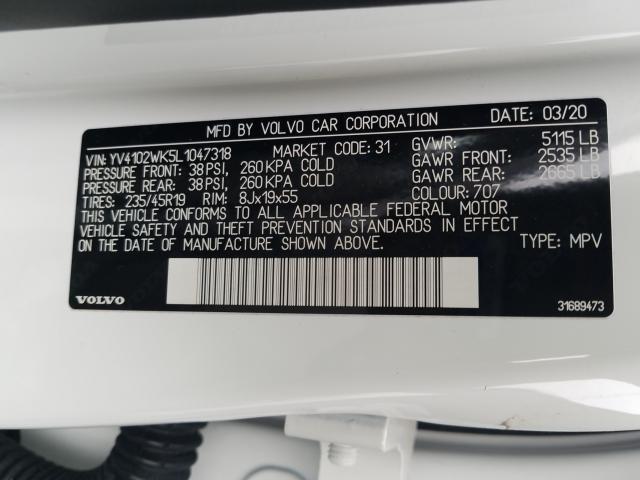 MFD BY VOLVO CAR CORPORATION DATE: 03/20
VIN: YV4102WK5L1047318 MARKET CODE: 31 GVWR: 5115 LB
PRESSURE FRONT: 38 PSI, 260 KPA COLD GAWR FRONT: 2535 LB
PRESSURE REAR: 38 PSI, 260 KPA COLD GAWR REAR: 2665 LB
TIRES: 235/45R19 RIM: 8Jx19x55 COLOUR: 707
THIS VEHICLE CONFORMS TO ALL APPLICABLE FEDERAL MOTOR
VEHICLE SAFETY AND THEFT PREVENTION STANDARDS IN EFFECT
ON THE DATE OF MANUFACTURE SHOWN ABOVE. TYPE: MPV
VOLVO 31689473